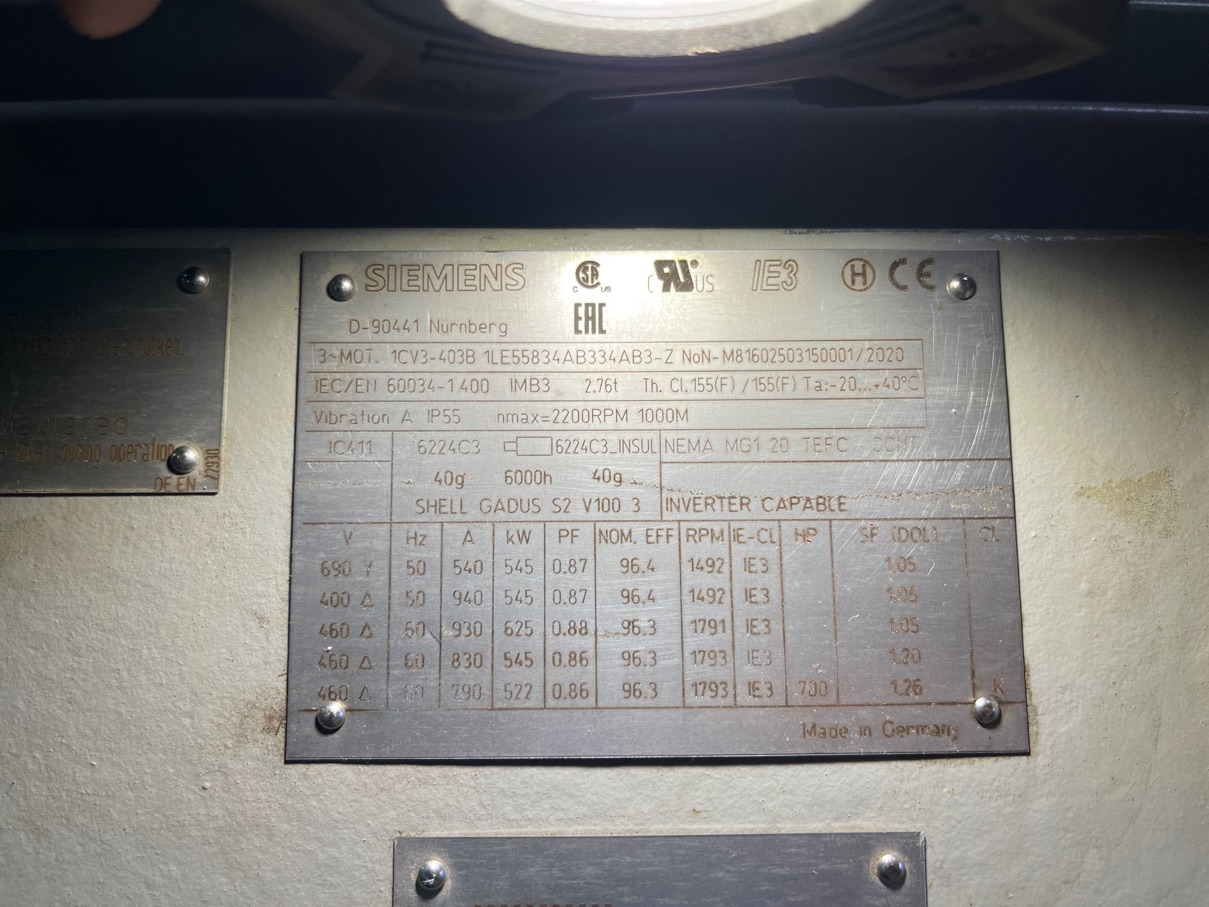 SIEMENS
IE3
CE
EAC
D-90441 Nürnberg
3~MOT. 1CV3-403B 1LE55834AB334AB3-Z NoN-M81602503150001/2020
IEC/EN 60034-1 400 IMB3 2.76t Th. Cl.155(F) /155(F) Ta:-20...+40°C
Vibration A IP55 nmax=2200RPM 1000M
IC411 6224C3 6224C3_INSUL NEMA MG1 20 TEFC CONT
40g 6000h 40g
SHELL GADUS S2 V100 3 INVERTER CAPABLE
V Hz A kW PF NOM. EFF RPM IE-CL HP SF (DOL)
690 Y 50 540 545 0.87 96.4 1492 IE3 1.05
400 Δ 50 940 545 0.87 96.4 1492 IE3 1.05
460 Δ 60 930 625 0.88 96.3 1791 IE3 1.05
460 Δ 60 830 545 0.86 96.3 1793 IE3 1.20
460 Δ 60 790 522 0.86 96.3 1793 IE3 700 1.26 K
Made in Germany
operation
DE EN